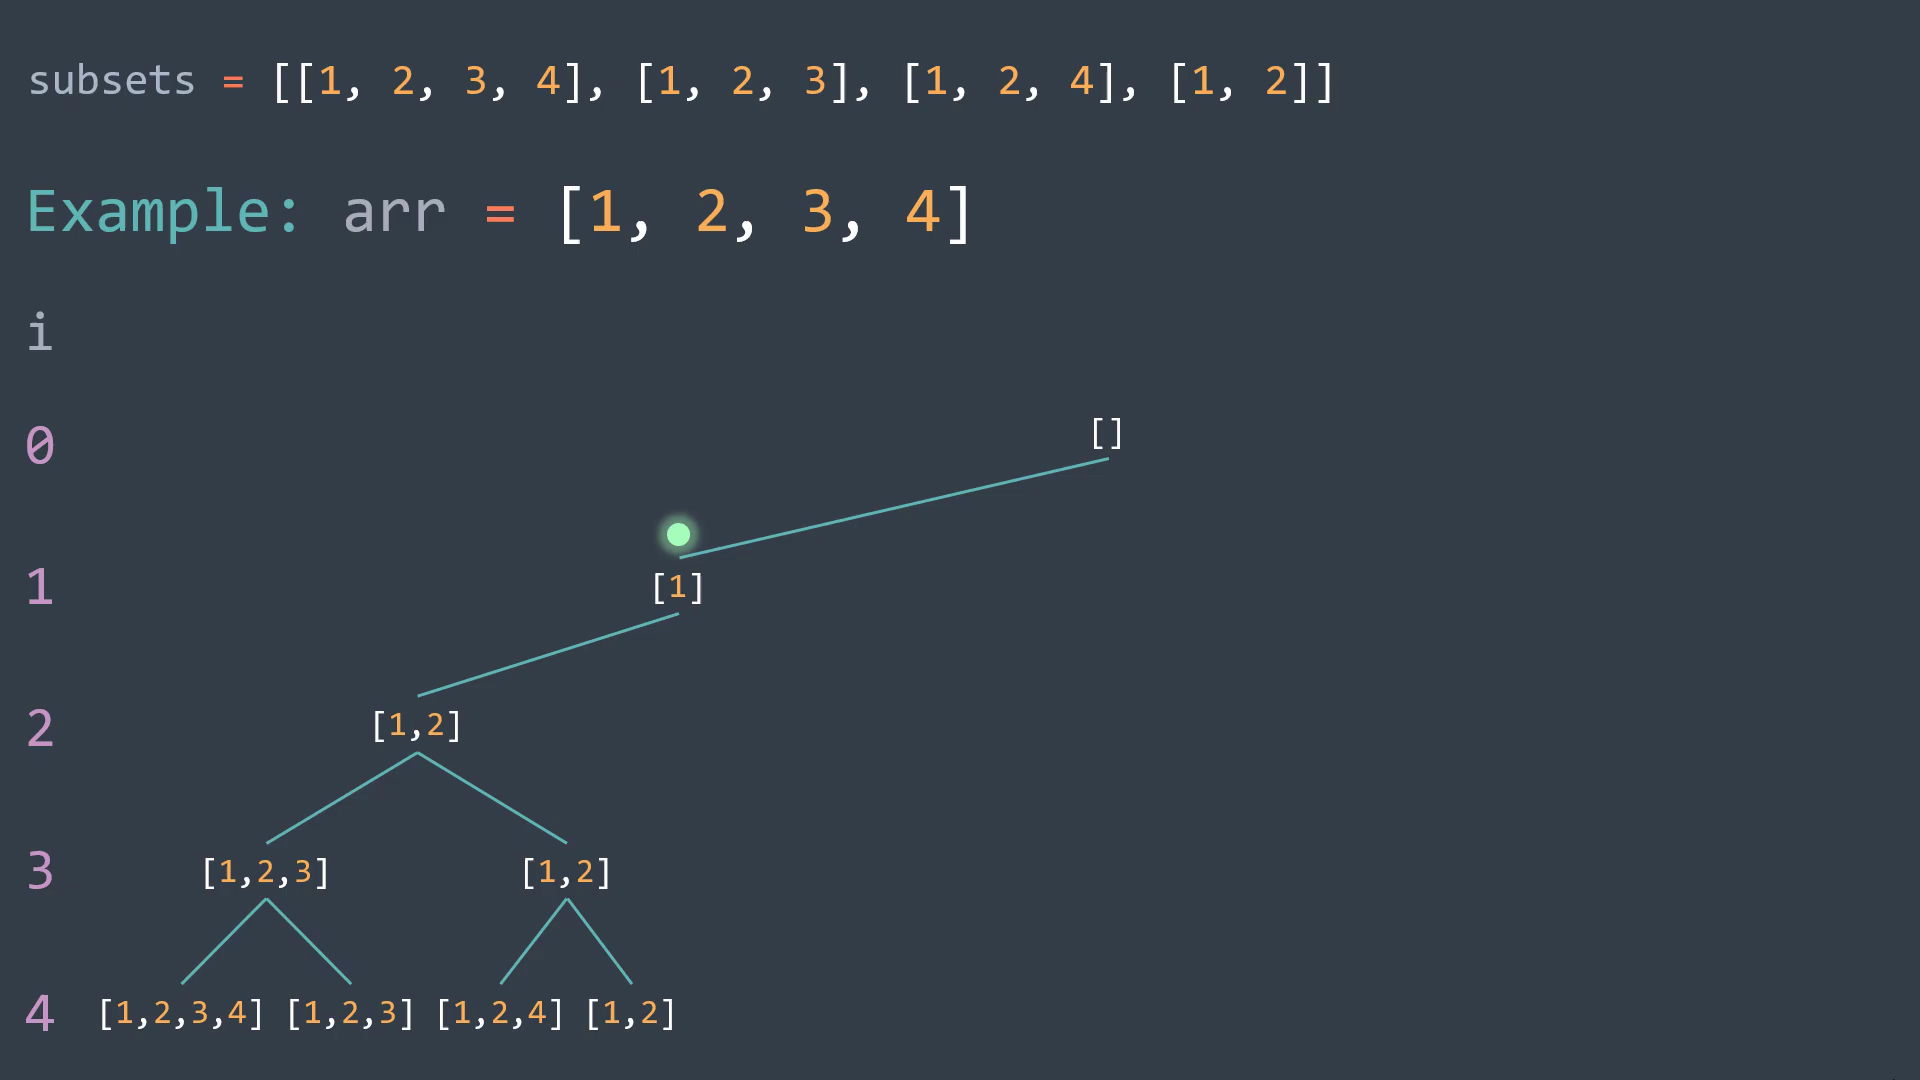 subsets = [[1, 2, 3, 4], [1, 2, 3], [1, 2, 4], [1, 2]]
Example: arr = [1, 2, 3, 4]
i
0 []
1 [1]
2 [1,2]
3 [1,2,3] [1,2]
4 [1,2,3,4] [1,2,3] [1,2,4] [1,2]